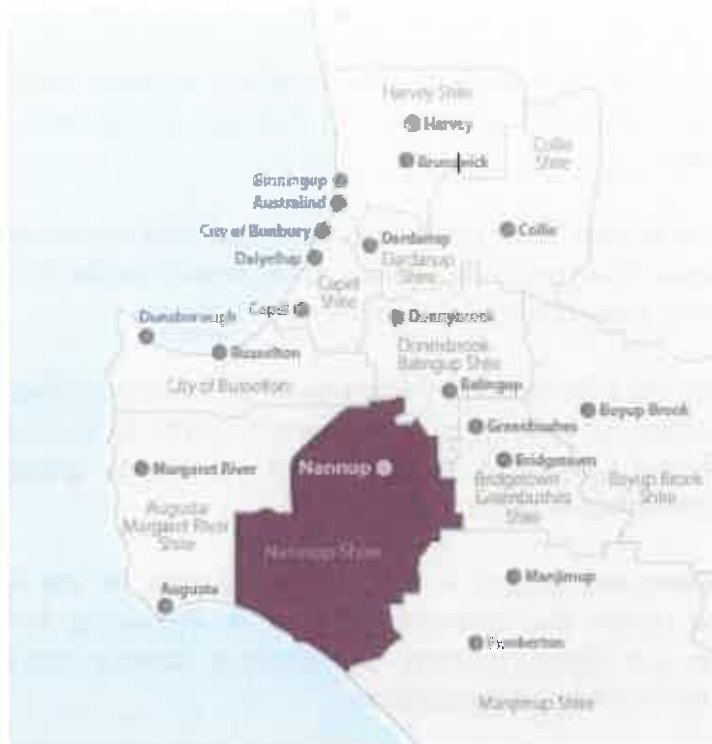 Harvey Shire
Harvey
Brunswick
Collie
Shire
Binningup
Australind
City of Bunbury
Dardanup
Collie
Dalyellup
Dardanup
Shire
Capel
Shire
Dunsborough
Capel
Donnybrook
Busselton
Donnybrook
Balingup Shire
City of Busselton
Balingup
Boyup Brook
Greenbushes
Nannup
Margaret River
Bridgetown
Bridgetown
Greenbushes
Shire
Boyup Brook
Shire
Augusta
Margaret River
Shire
Nannup Shire
Augusta
Manjimup
Pemberton
Manjimup Shire